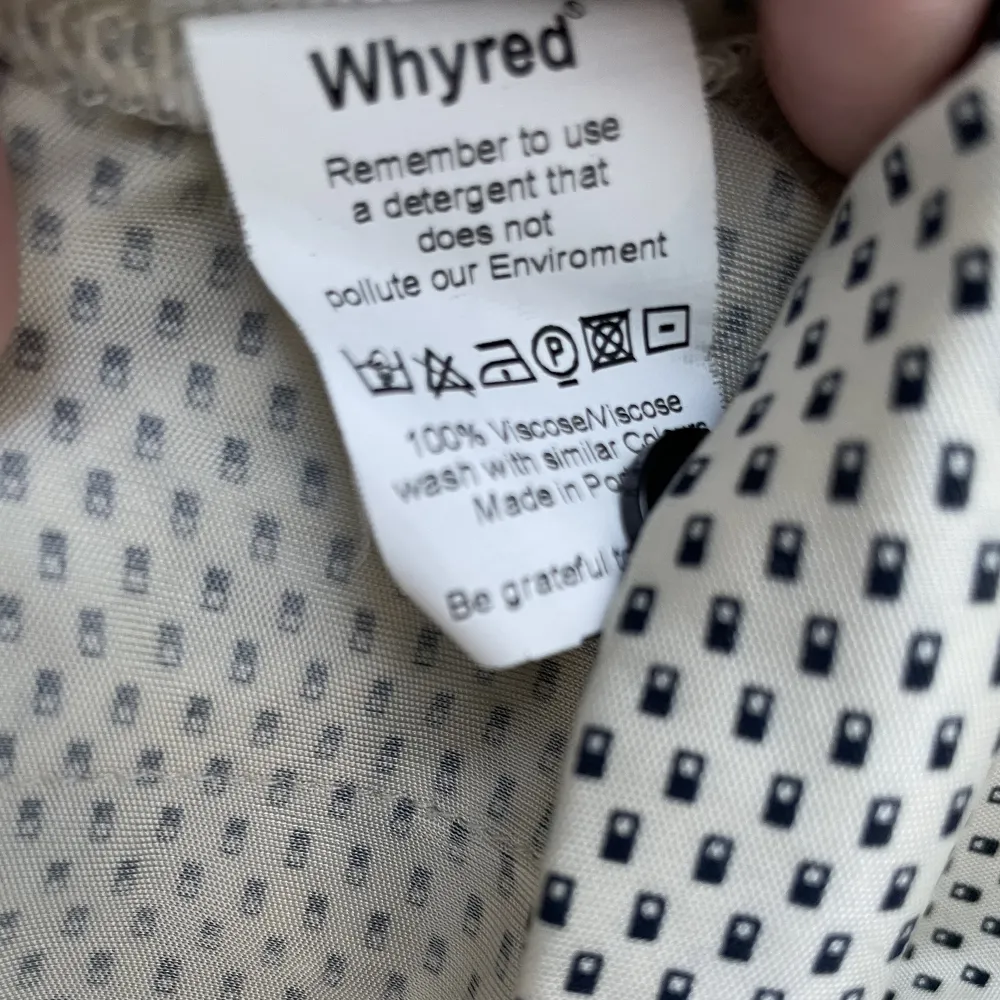 Whyred
Remember to use
a detergent that
does not
pollute our Enviroment
P
100% Viscose/Viscose
wash with similar
Made in
Be grateful